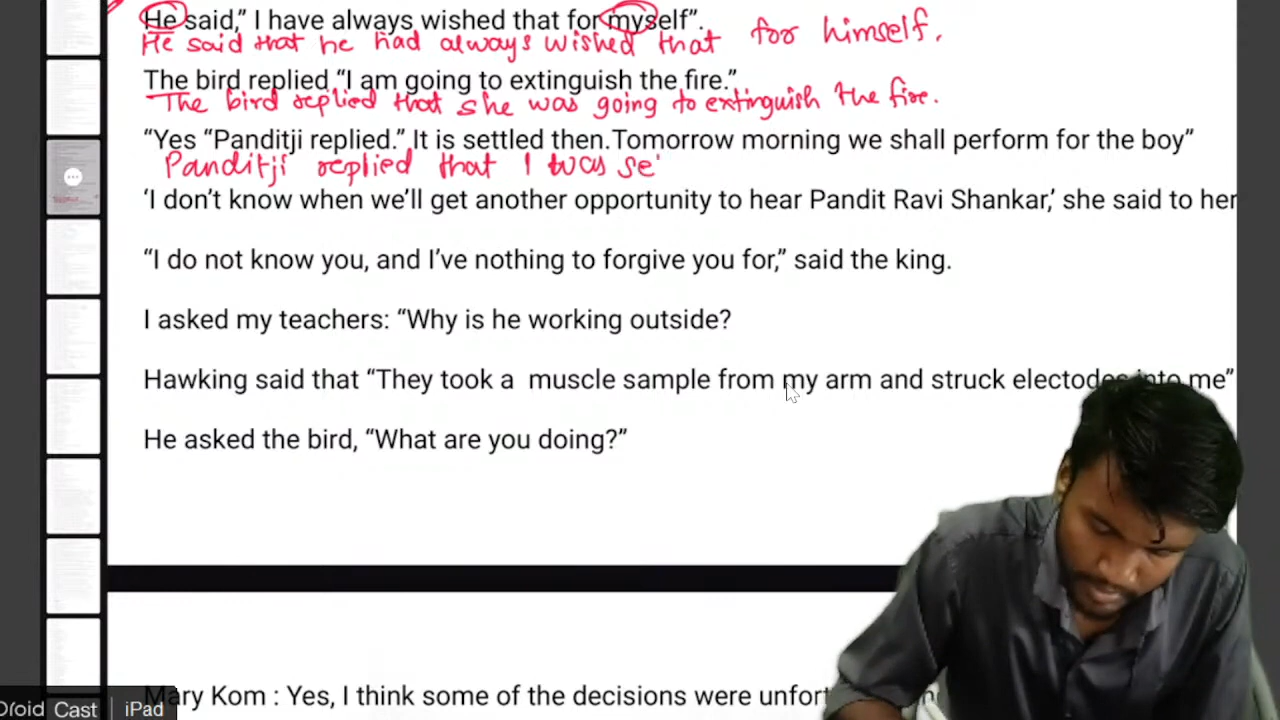 He said,” I have always wished that for myself”.
He said that he had always wished that for himself.
The bird replied “I am going to extinguish the fire.”
The bird replied that she was going to extinguish the fire.
“Yes “Panditji replied.” It is settled then.Tomorrow morning we shall perform for the boy”
Panditji replied that I was se
‘I don’t know when we’ll get another opportunity to hear Pandit Ravi Shankar,’ she said to her
“I do not know you, and I’ve nothing to forgive you for,” said the king.
I asked my teachers: “Why is he working outside?
Hawking said that “They took a muscle sample from my arm and struck electodes into me”
He asked the bird, “What are you doing?”
Mary Kom : Yes, I think some of the decisions were
Droid Cast | iPad